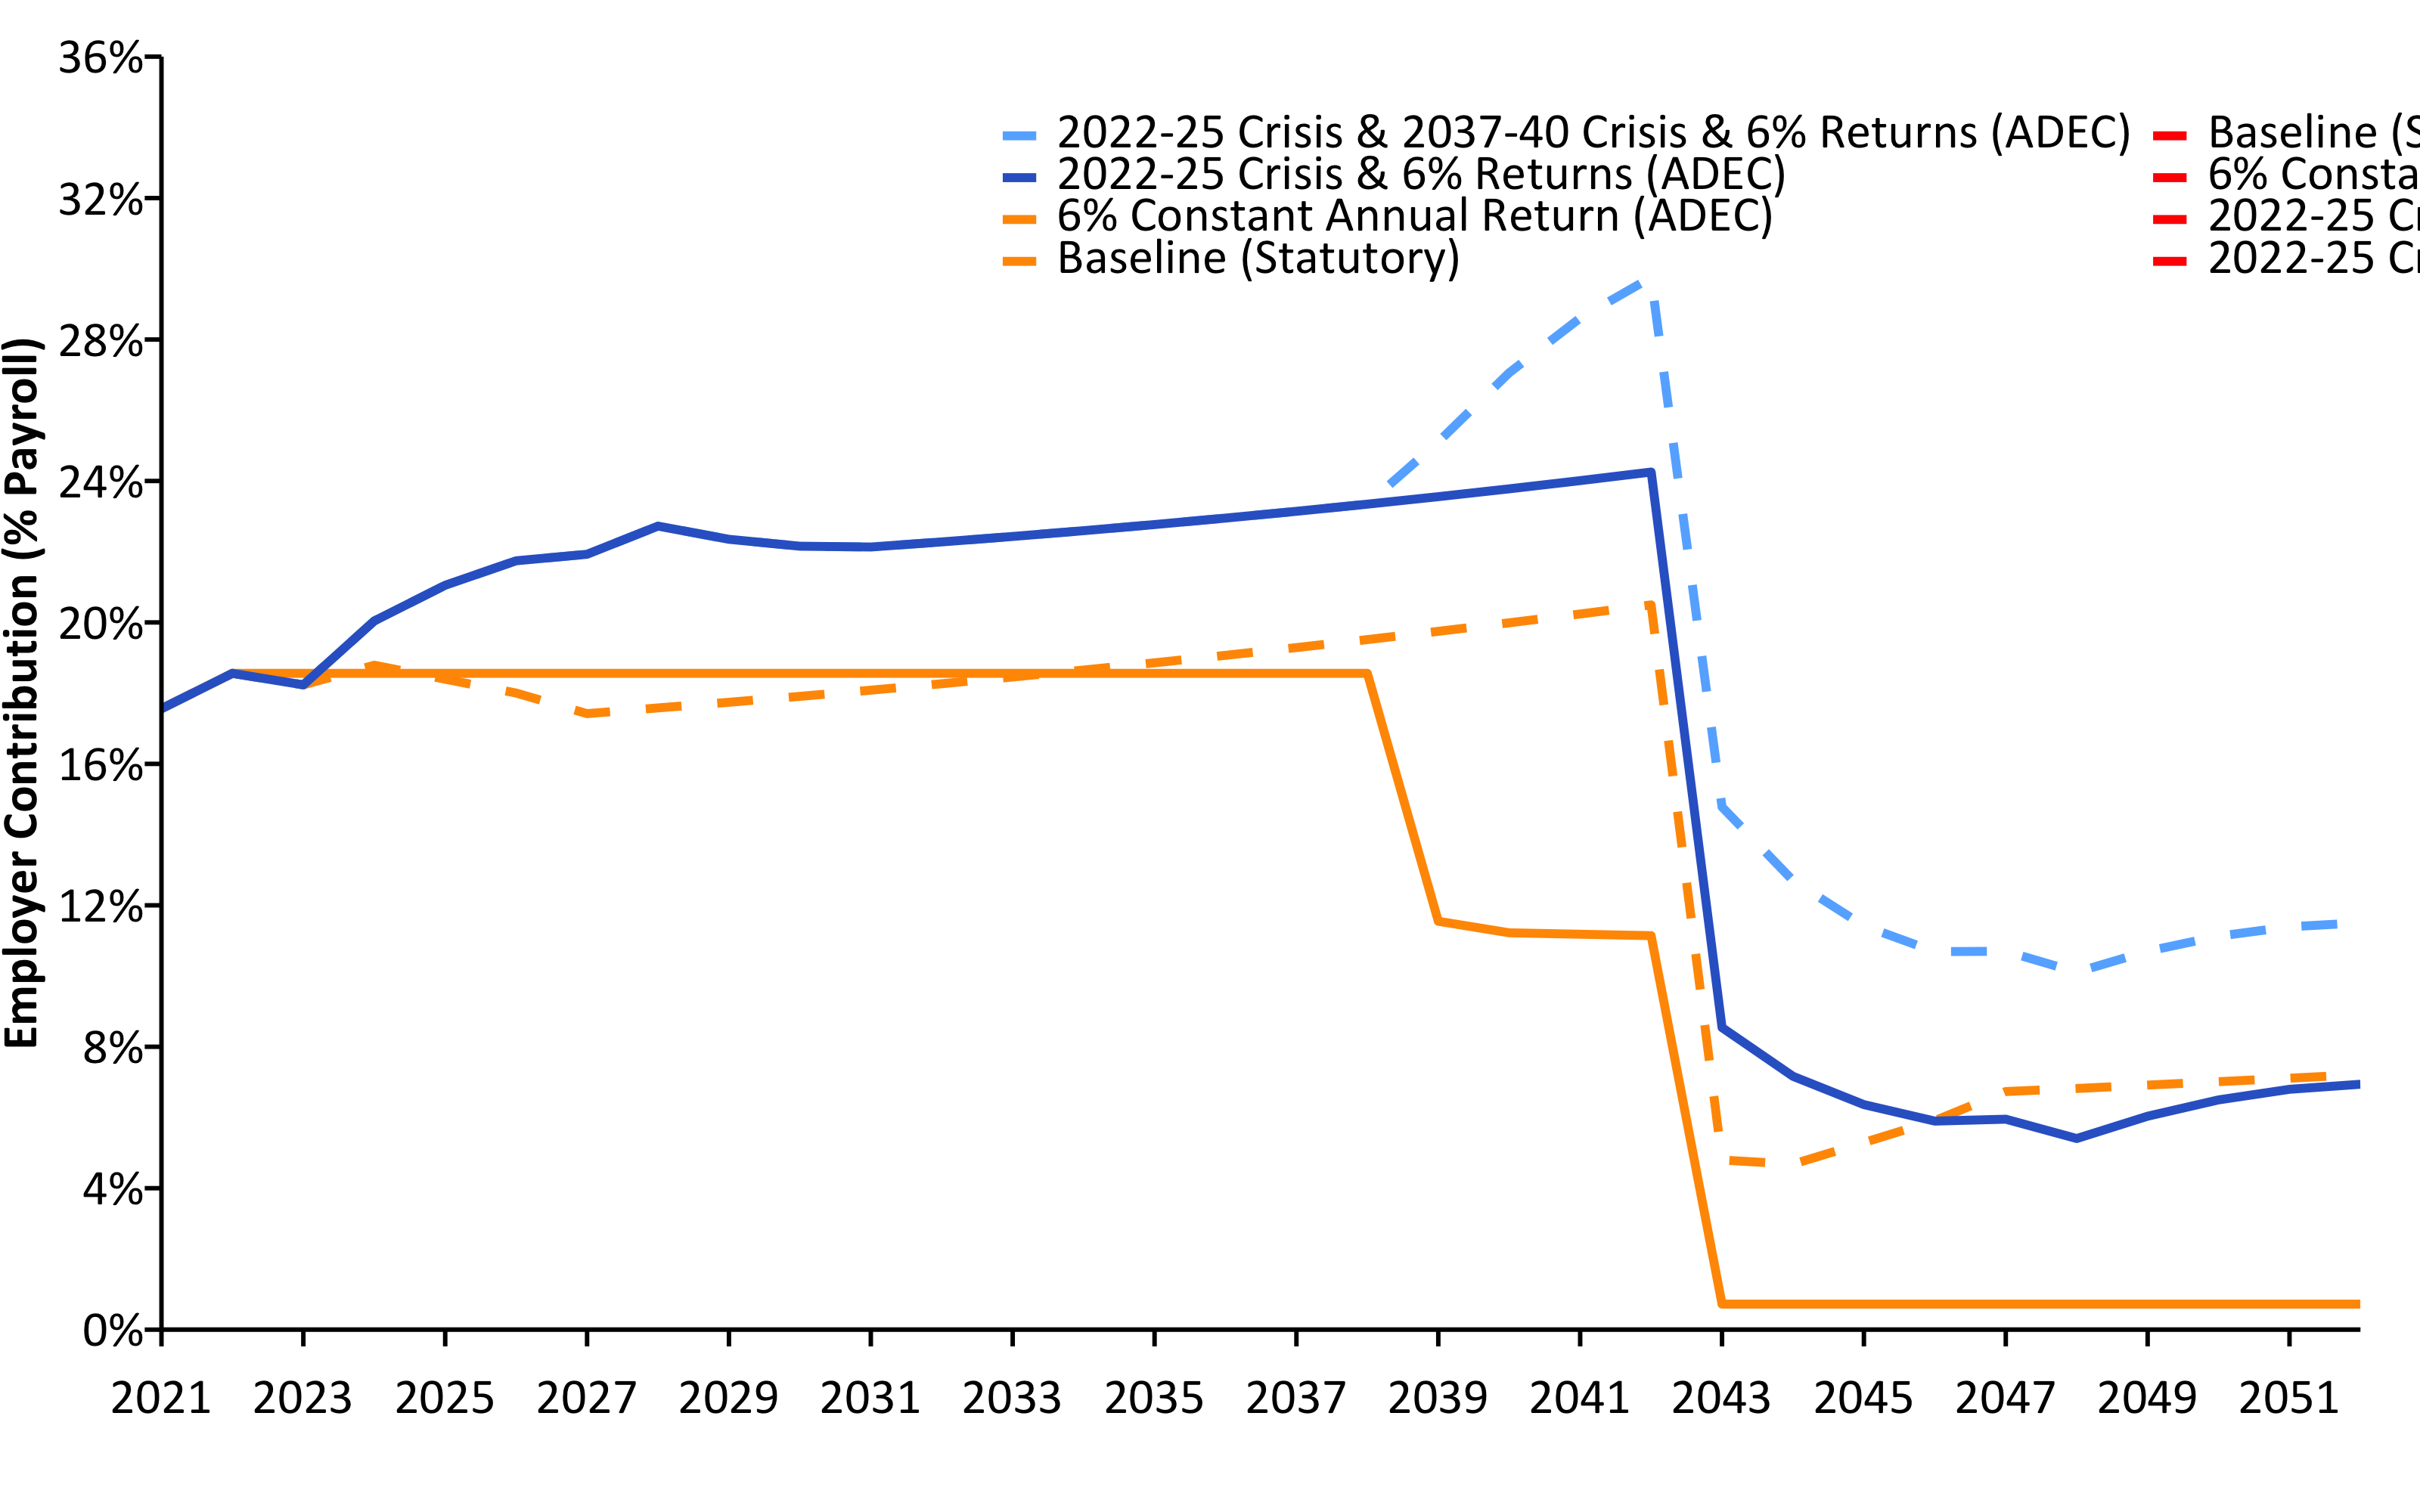 36%
32%
28%
24%
20%
16%
12%
8%
4%
0%
Employer Contribution (% Payroll)
2022-25 Crisis & 2037-40 Crisis & 6% Returns (ADEC)
2022-25 Crisis & 6% Returns (ADEC)
6% Constant Annual Return (ADEC)
Baseline (Statutory)
Baseline (S
6% Consta
2022-25 Cr
2022-25 Cr
2021 2023 2025 2027 2029 2031 2033 2035 2037 2039 2041 2043 2045 2047 2049 2051